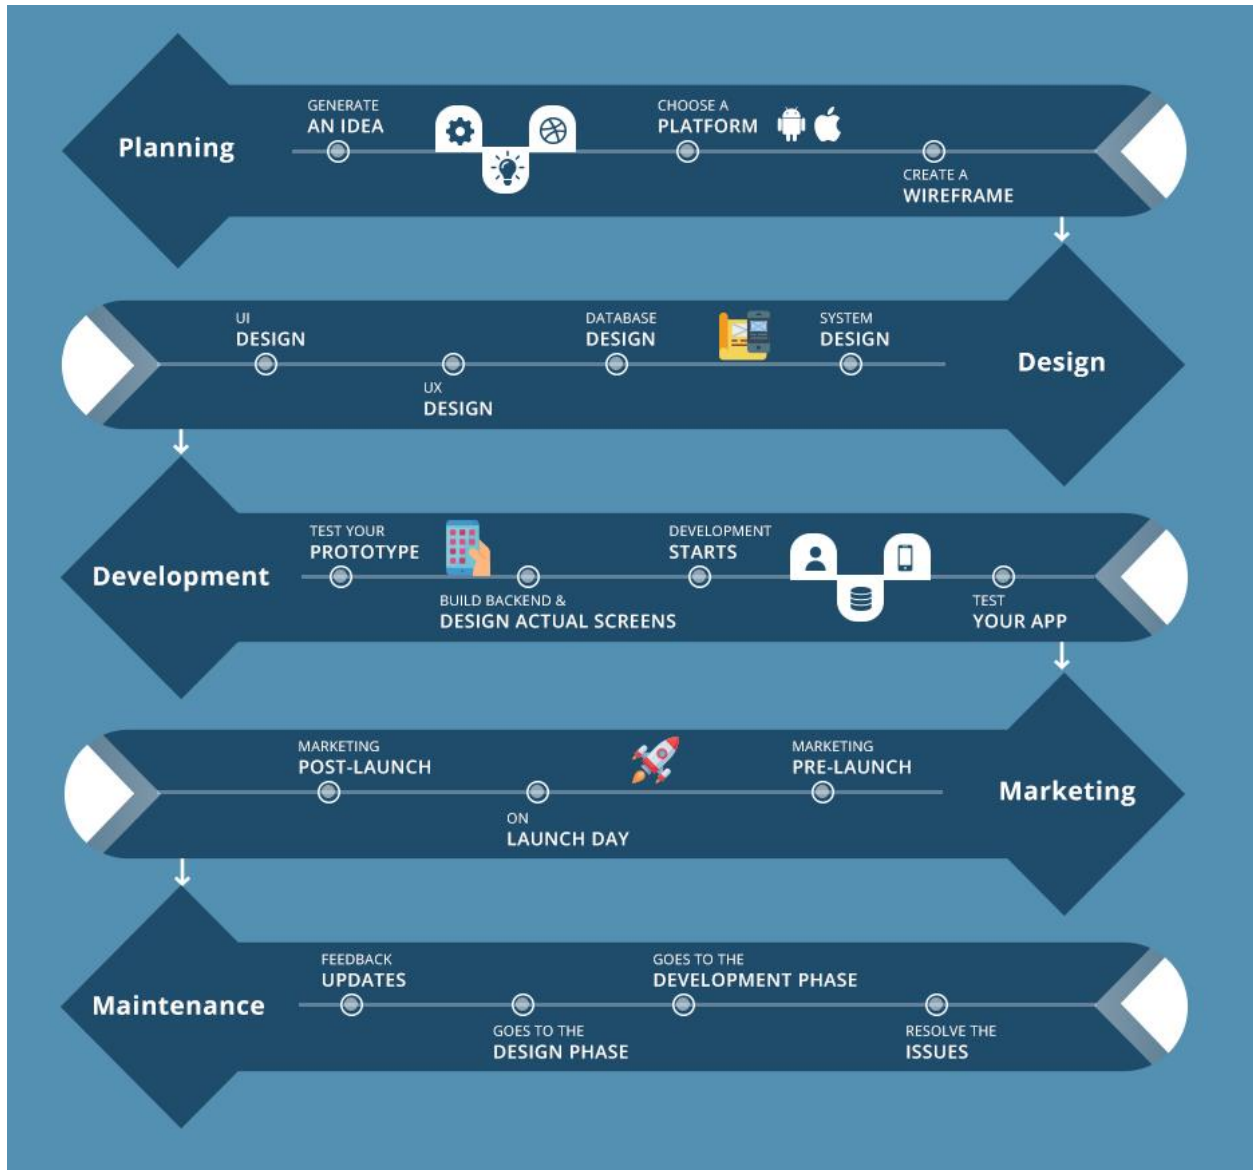 Planning
GENERATE
AN IDEA
CHOOSE A
PLATFORM
CREATE A
WIREFRAME
Design
UI
DESIGN
UX
DESIGN
DATABASE
DESIGN
SYSTEM
DESIGN
Development
TEST YOUR
PROTOTYPE
BUILD BACKEND &
DESIGN ACTUAL SCREENS
DEVELOPMENT
STARTS
TEST
YOUR APP
Marketing
MARKETING
POST-LAUNCH
ON
LAUNCH DAY
MARKETING
PRE-LAUNCH
Maintenance
FEEDBACK
UPDATES
GOES TO THE
DESIGN PHASE
GOES TO THE
DEVELOPMENT PHASE
RESOLVE THE
ISSUES